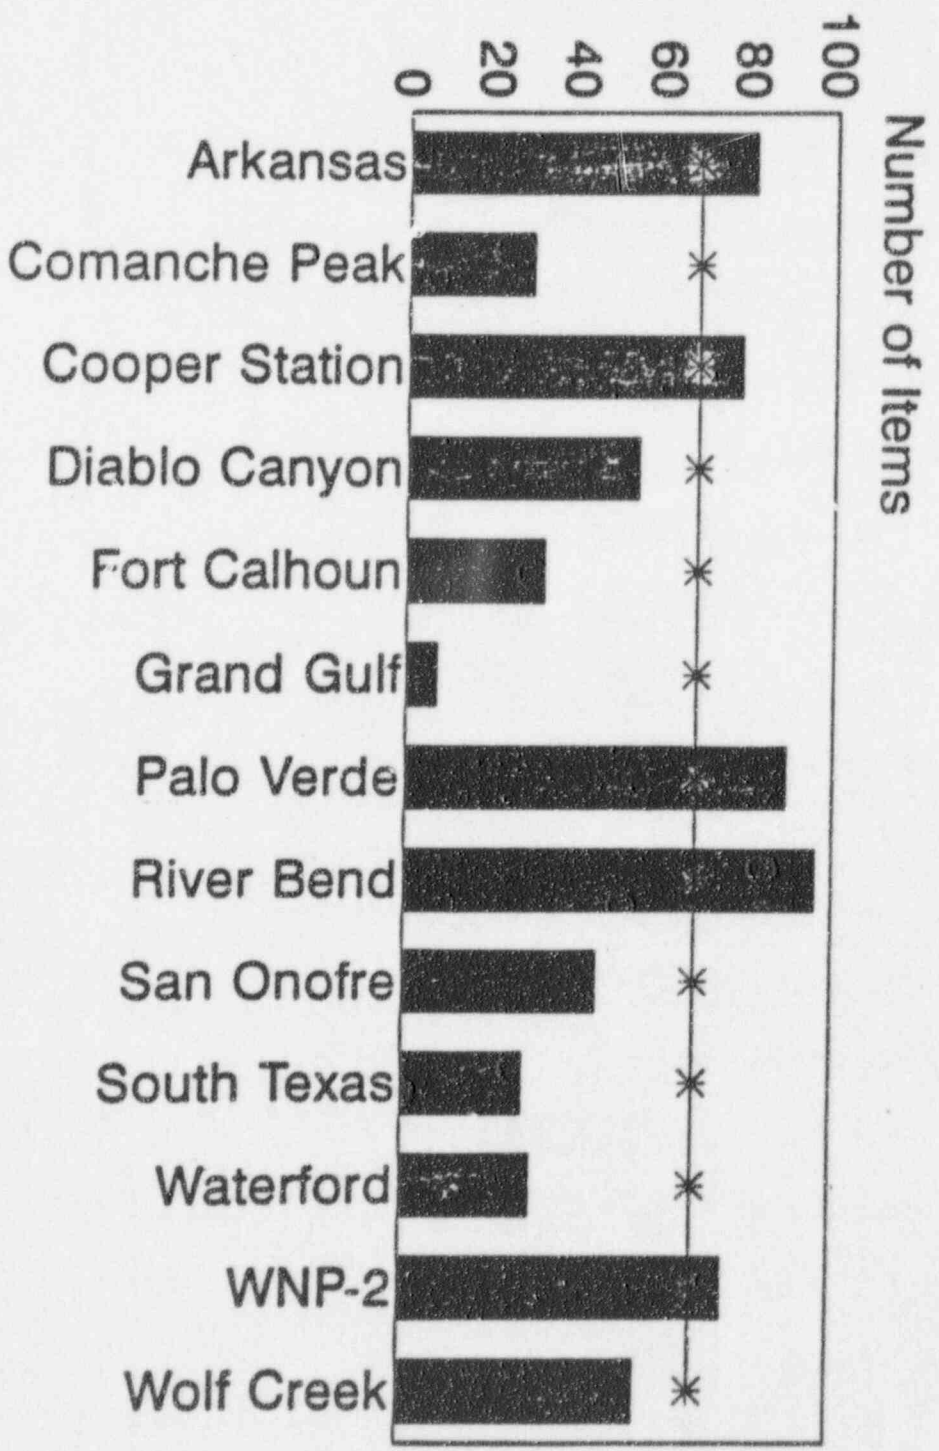 Number of Items
0
20
40
60
80
100
Arkansas
Comanche Peak
Cooper Station
Diablo Canyon
Fort Calhoun
Grand Gulf
Palo Verde
River Bend
San Onofre
South Texas
Waterford
WNP-2
Wolf Creek